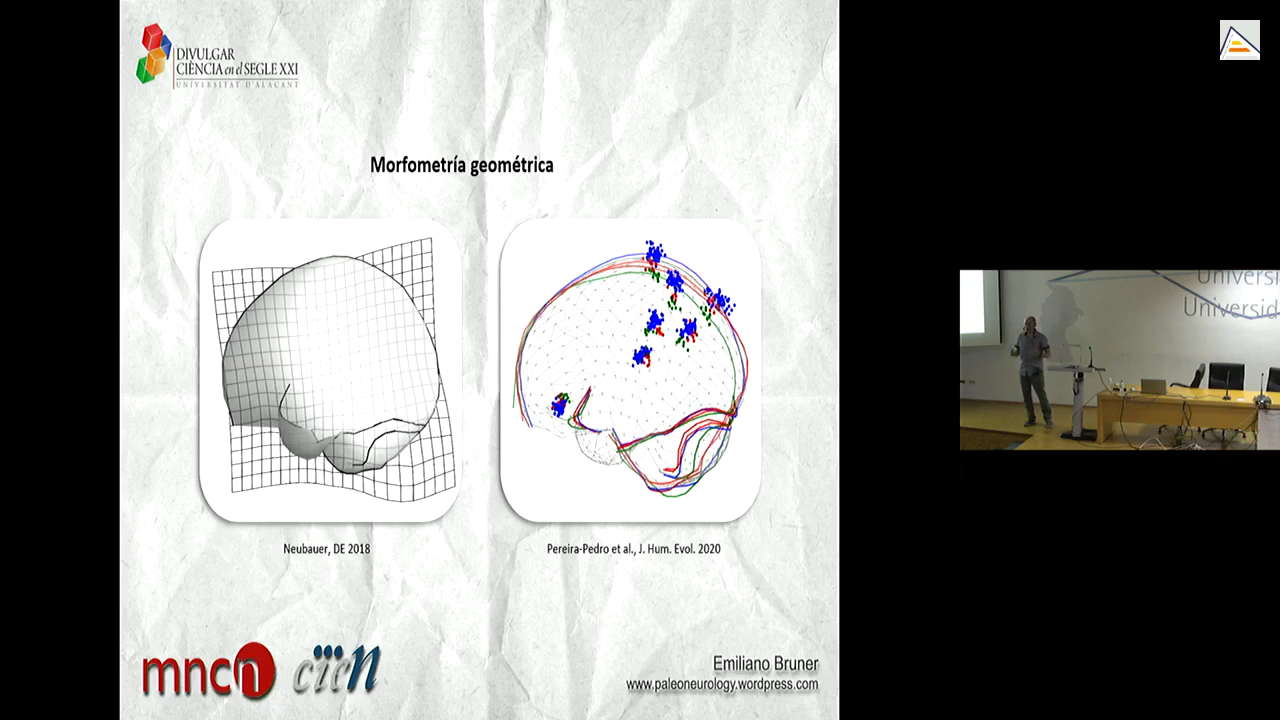 DIVULGAR
CIÈNCIA en el SEGLE XXI
UNIVERSITAT D'ALACANT
Morfometría geométrica
Neubauer, DE 2018
Pereira-Pedro et al., J. Hum. Evol. 2020
mncn
Emiliano Bruner
www.paleoneurology.wordpress.com
Universi
Universid